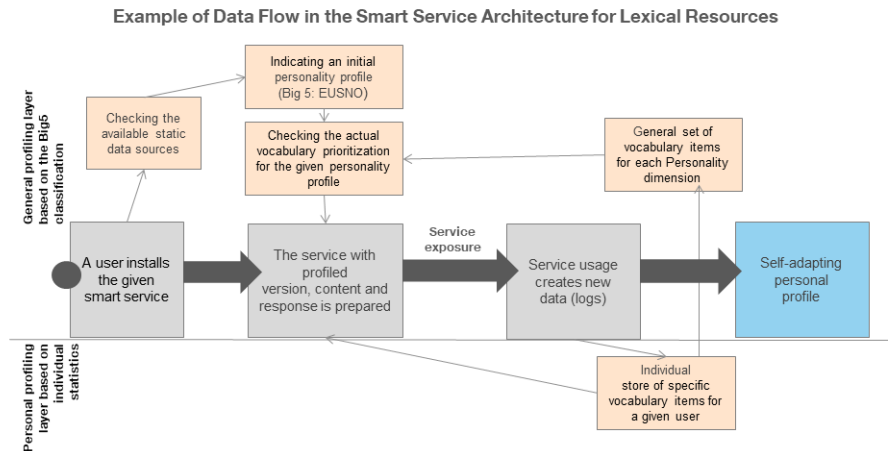 Example of Data Flow in the Smart Service Architecture for Lexical Resources
General profiling layer
based on the Big5
classification
Indicating an initial
personality profile
(Big 5: EUSNO)
Checking
the available static
data sources
Checking the actual
vocabulary prioritization
for the given personality
profile
General set of
vocabulary items
for each Personality
dimension
A user installs
the given
smart service
The service with
profiled
version, content and
response is prepared
Service
exposure
Service usage
creates new
data (logs)
Self-adapting
personal
profile
Personal profiling
layer based on
individual
statistics
Individual
store of specific
vocabulary items for
a given user